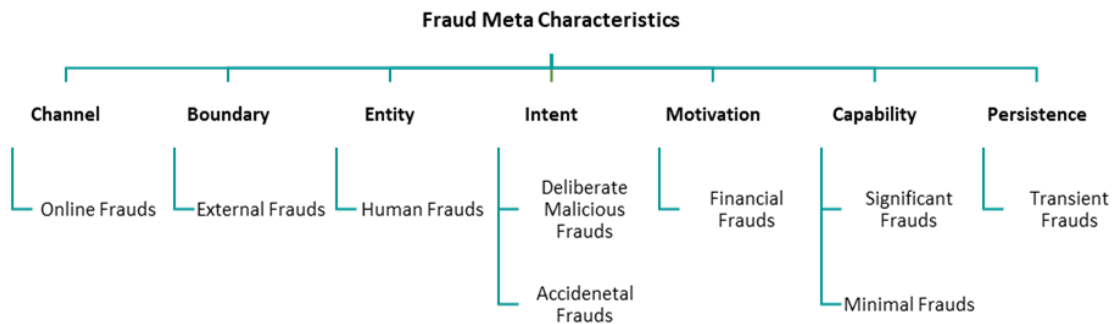 Fraud Meta Characteristics
Channel
Boundary
Entity
Intent
Motivation
Capability
Persistence
Online Frauds
External Frauds
Human Frauds
Deliberate
Malicious
Frauds
Accidenetal
Frauds
Financial
Frauds
Significant
Frauds
Minimal Frauds
Transient
Frauds